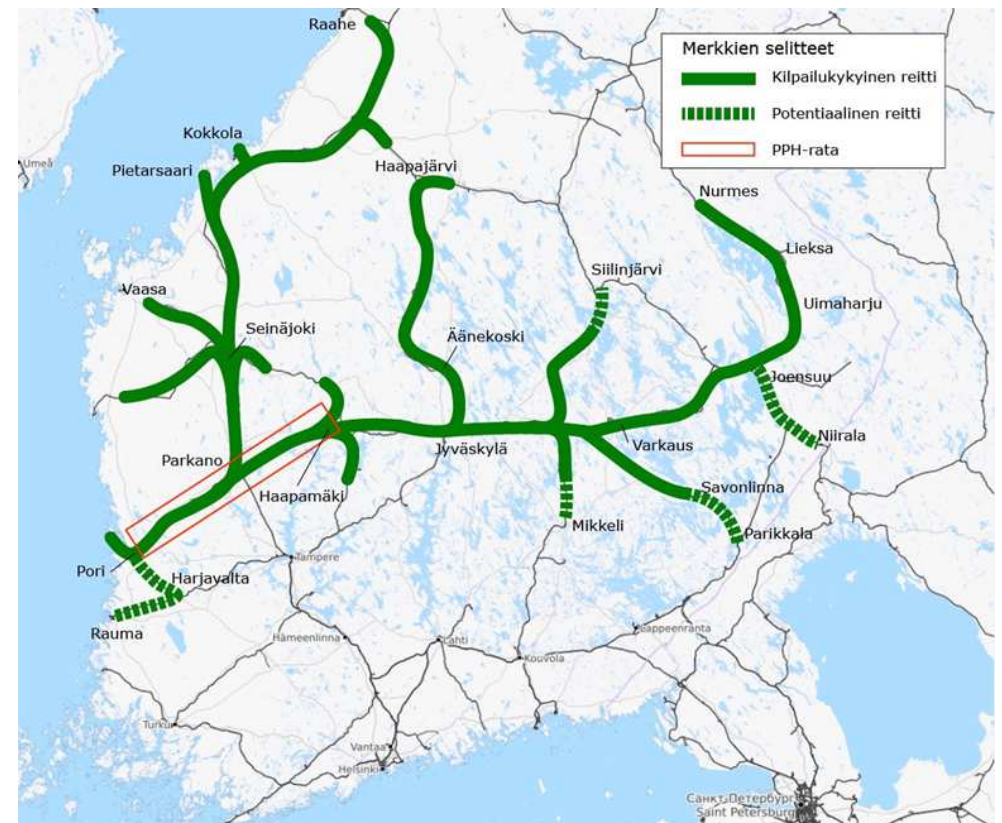 Raahe
Merkkien selitteet
Kilpailukykyinen reitti
Potentiaalinen reitti
PPH-rata
Kokkola
Umeå
Pietarsaari
Haapajärvi
Nurmes
Lieksa
Siilinjärvi
Vaasa
Uimaharju
Seinäjoki
Äänekoski
Joensuu
Niirala
Jyväskylä
Varkaus
Parkano
Haapamäki
Savonlinna
Mikkeli
Parikkala
Tampere
Pori
Harjavalta
Rauma
Hämeenlinna
Lahti
Lappeenranta
Kouvola
Turku
Vantaa
Helsinki
Санкт-Петербург
Saint Petersburg